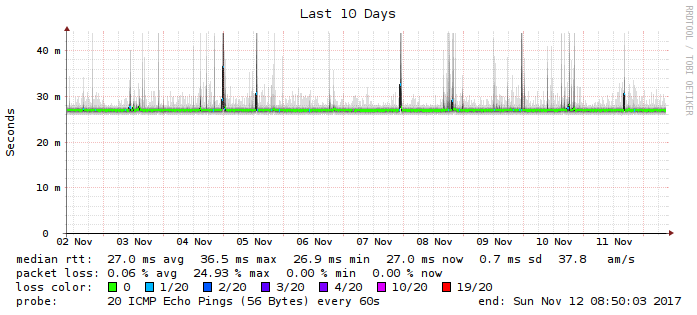 Last 10 Days
RRDTOOL / TOBI OETIKER
Seconds
40 m
30 m
20 m
10 m
0
02 Nov 03 Nov 04 Nov 05 Nov 06 Nov 07 Nov 08 Nov 09 Nov 10 Nov 11 Nov
median rtt: 27.0 ms avg 36.5 ms max 26.9 ms min 27.0 ms now 0.7 ms sd 37.8 am/s
packet loss: 0.06 % avg 24.93 % max 0.00 % min 0.00 % now
loss color: 0 1/20 2/20 3/20 4/20 10/20 19/20
probe: 20 ICMP Echo Pings (56 Bytes) every 60s end: Sun Nov 12 08:50:03 2017